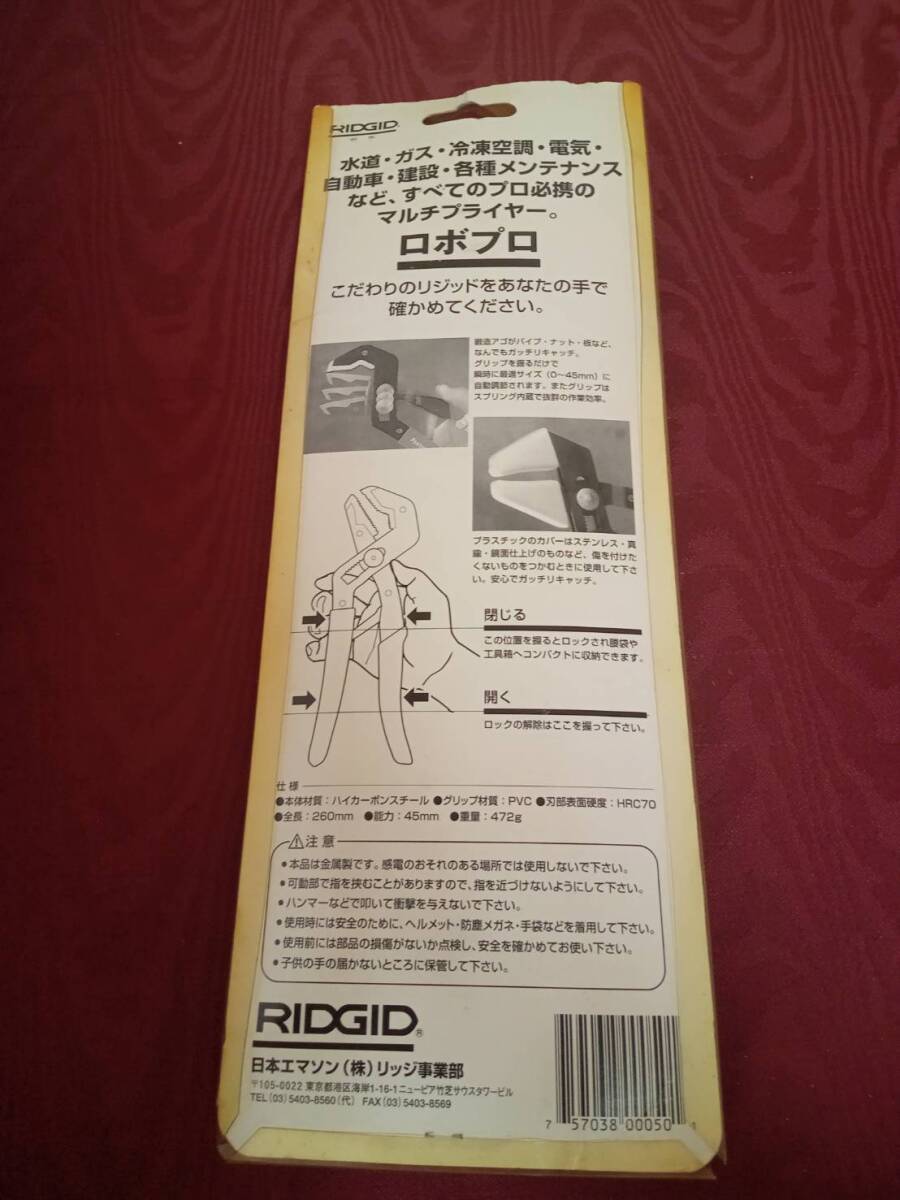 RIDGID®
水道・ガス・冷凍空調・電気・
自動車・建設・各種メンテナンス
など、すべてのプロ必携の
マルチプライヤー。
ロボプロ
こだわりのリジッドをあなたの手で
確かめてください。
鍛造アゴがパイプ・ナット・板など、
なんでもガッチリキャッチ。
グリップを握るだけで
瞬時に最適サイズ（0〜45mm）に
自動調節されます。またグリップは
スプリング内蔵で抜群の作業効率。
プラスチックのカバーはステンレス・真
鍮・鏡面仕上げのものなど、傷を付けた
くないものをつかむときに使用して下さ
い。安心でガッチリキャッチ。
閉じる
この位置を握るとロックされ腰袋や
工具箱へコンパクトに収納できます。
開く
ロックの解除はここを握って下さい。
仕様
●本体材質：ハイカーボンスチール ●グリップ材質：PVC ●刃部表面硬度：HRC70
●全長：260mm ●能力：45mm ●重量：472g
⚠注意
●本品は金属製です。感電のおそれのある場所では使用しないで下さい。
●可動部で指を挟むことがありますので、指を近づけないようにして下さい。
●ハンマーなどで叩いて衝撃を与えないで下さい。
●使用時には安全のために、ヘルメット・防塵メガネ・手袋などを着用して下さい。
●使用前には部品の損傷がないか点検し、安全を確かめてお使い下さい。
●子供の手の届かないところに保管して下さい。
RIDGID®
日本エマソン（株）リッジ事業部
〒105-0022 東京都港区海岸1-16-1ニューピア竹芝サウスタワービル
TEL（03）5403-8560（代） FAX（03）5403-8569
7 57038 00050